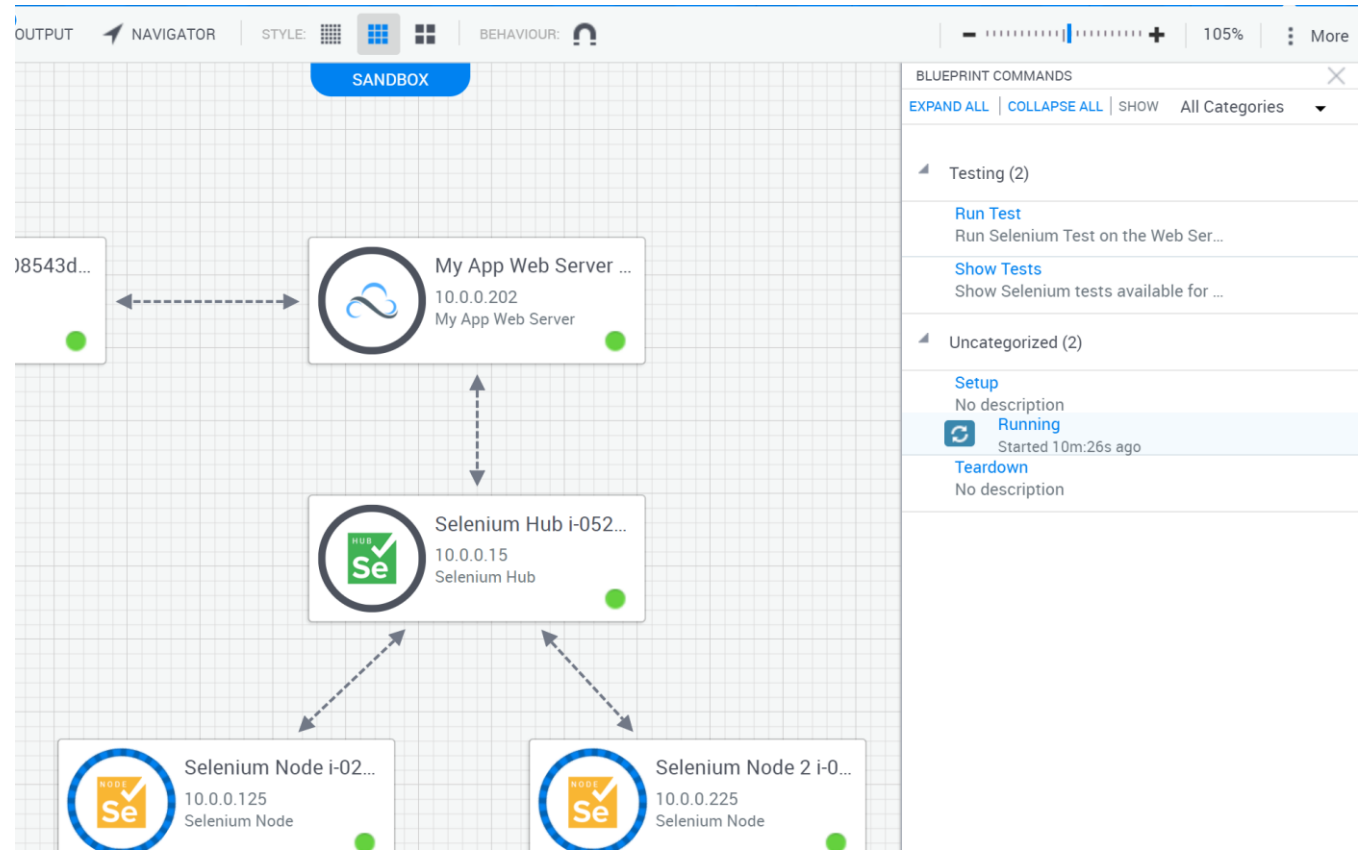 OUTPUT NAVIGATOR STYLE: BEHAVIOUR: 105% More
SANDBOX
08543d...
My App Web Server ...
10.0.0.202
My App Web Server
Selenium Hub i-052...
10.0.0.15
Selenium Hub
HUB
Se
Selenium Node i-02...
10.0.0.125
Selenium Node
NODE
Se
Selenium Node 2 i-0...
10.0.0.225
Selenium Node
NODE
Se
BLUEPRINT COMMANDS
EXPAND ALL | COLLAPSE ALL | SHOW All Categories
Testing (2)
Run Test
Run Selenium Test on the Web Ser...
Show Tests
Show Selenium tests available for ...
Uncategorized (2)
Setup
No description
Running
Started 10m:26s ago
Teardown
No description